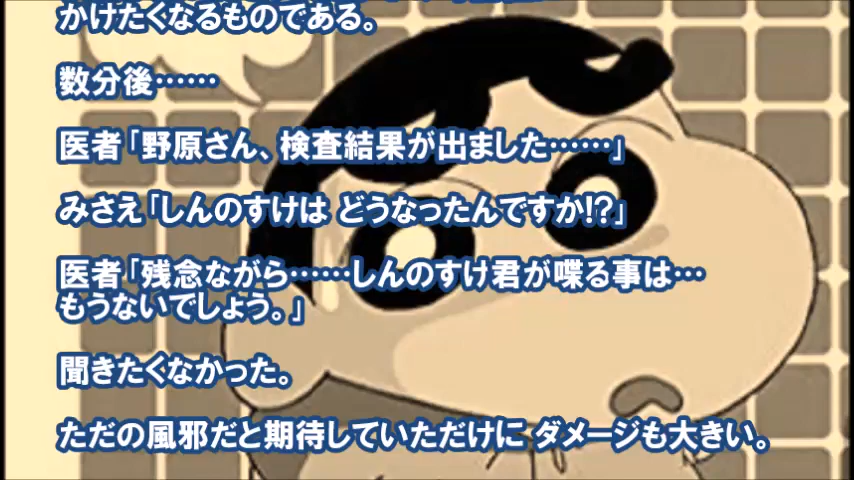 かけたくなるものである。
数分後……
医者「野原さん、検査結果が出ました……」
みさえ「しんのすけは どうなったんですか!?」
医者「残念ながら……しんのすけ君が喋る事は…
もうないでしょう。」
聞きたくなかった。
ただの風邪だと期待していただけに ダメージも大きい。